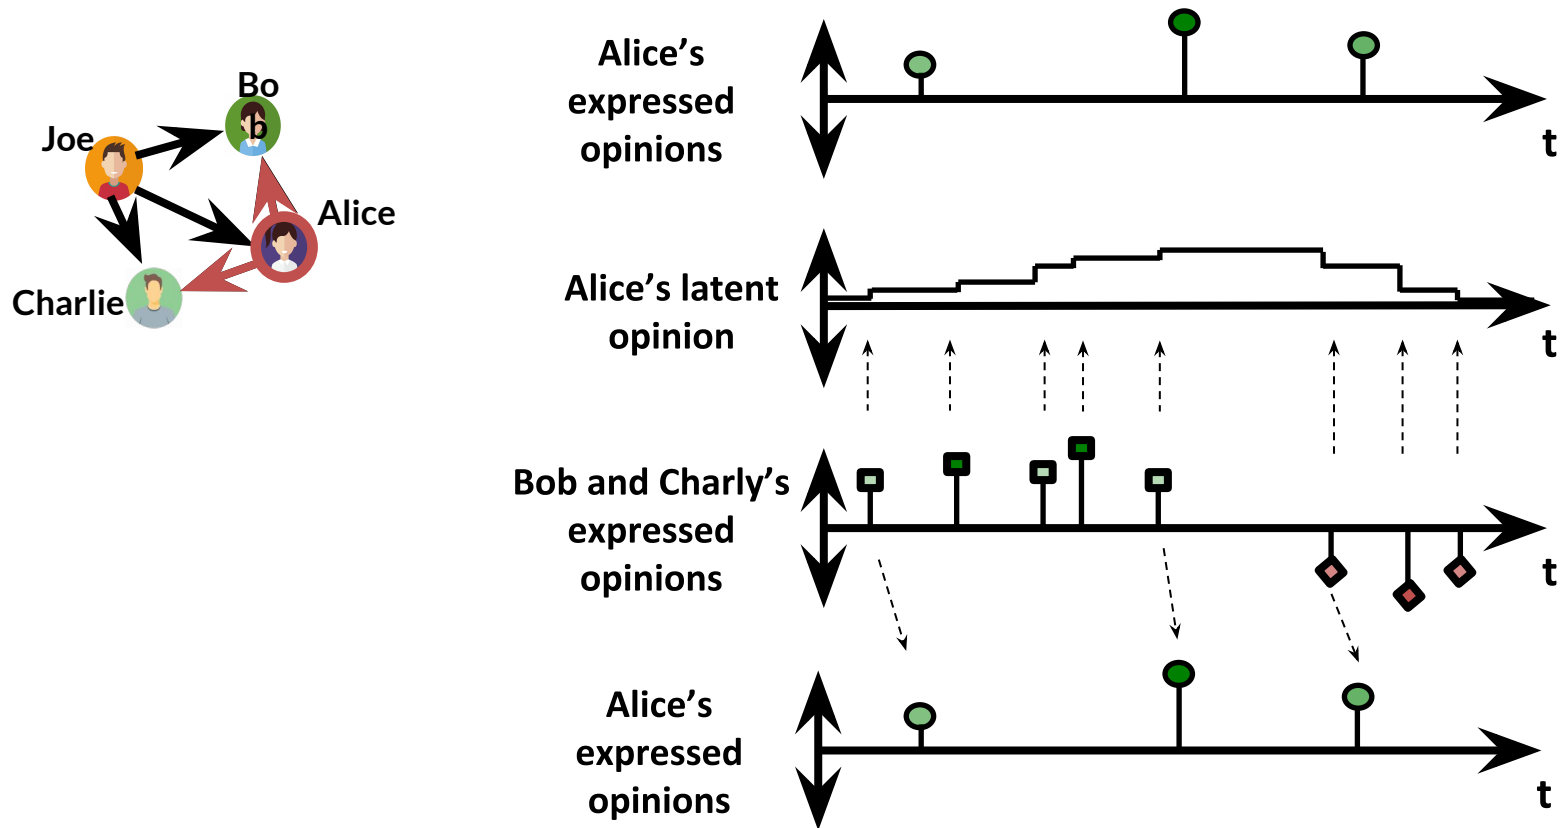 Bo
b
Joe
Alice
Charlie
Alice’s
expressed
opinions
t
Alice’s latent
opinion
t
Bob and Charly’s
expressed
opinions
t
Alice’s
expressed
opinions
t